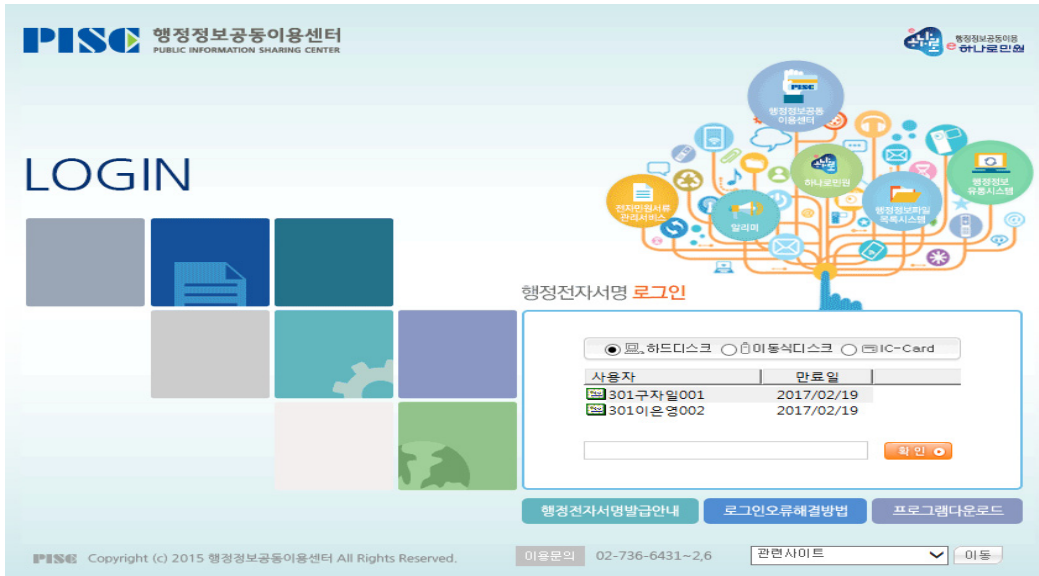 PISC 행정정보공동이용센터
PUBLIC INFORMATION SHARING CENTER
행정정보공동이용
e하나로민원
LOGIN
PISC
행정정보공동
이용센터
하나로민원
행정정보
유통시스템
전자민원서류
관리서비스
알리미
행정정보파일
목록시스템
행정전자서명 로그인
하드디스크 이동식디스크 IC-Card
사용자 만료일
301구자일001 2017/02/19
301이은영002 2017/02/19
확인
행정전자서명발급안내 로그인오류해결방법 프로그램다운로드
PISC Copyright (c) 2015 행정정보공동이용센터 All Rights Reserved. 이용문의 02-736-6431~2,6 관련사이트 이동